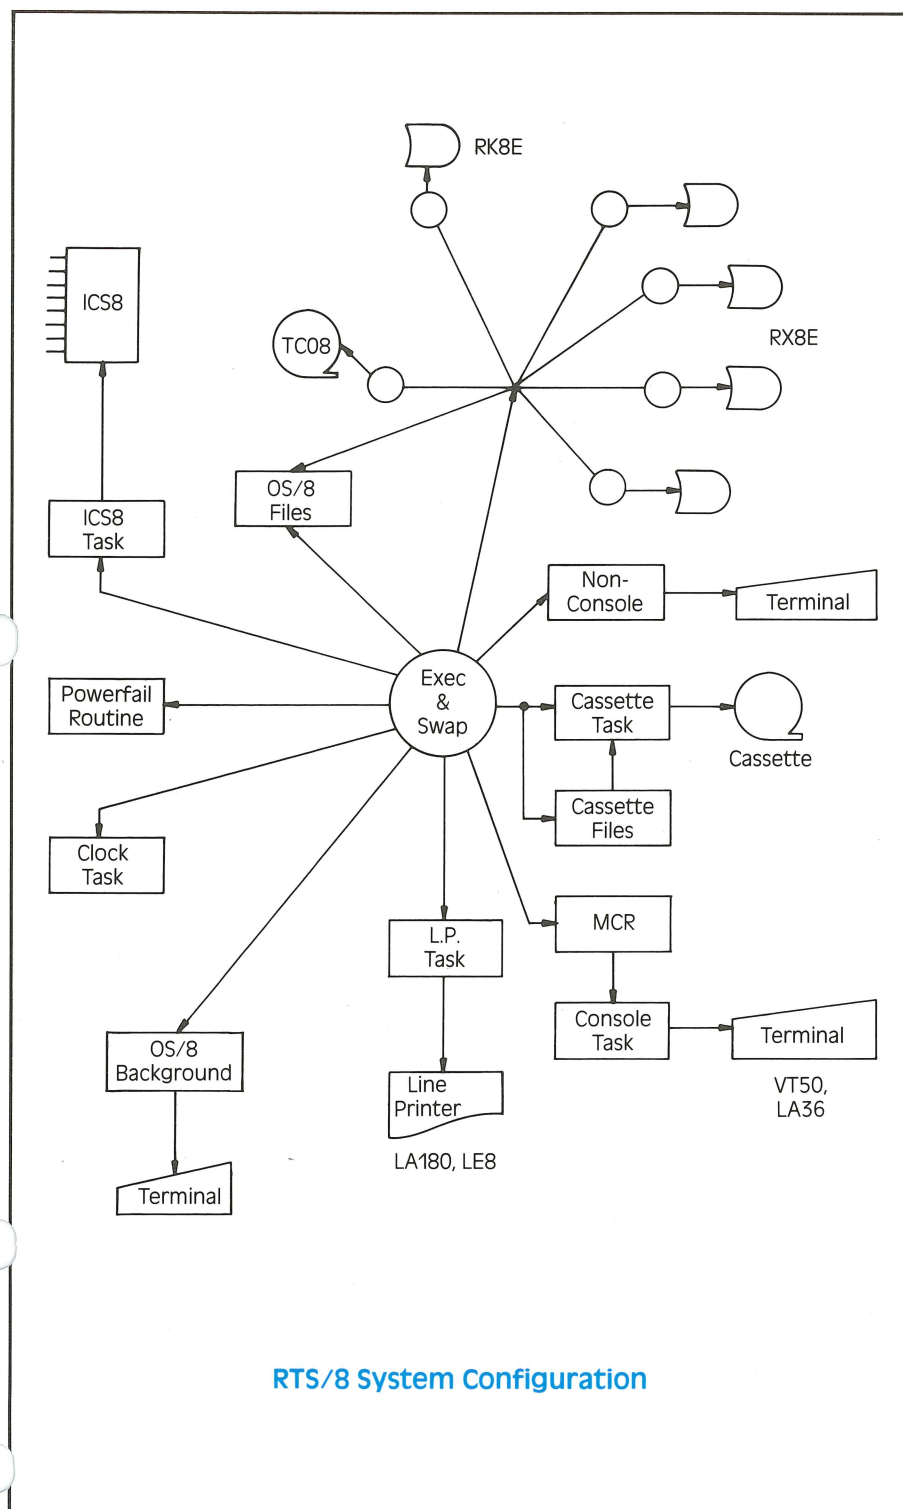 RK8E
ICS8
TC08
RX8E
OS/8
Files
ICS8
Task
Non-
Console
Terminal
Exec
&
Swap
Powerfail
Routine
Cassette
Task
Cassette
Cassette
Files
Clock
Task
MCR
L.P.
Task
Console
Task
Terminal
VT50,
LA36
OS/8
Background
Line
Printer
LA180, LE8
Terminal
RTS/8 System Configuration